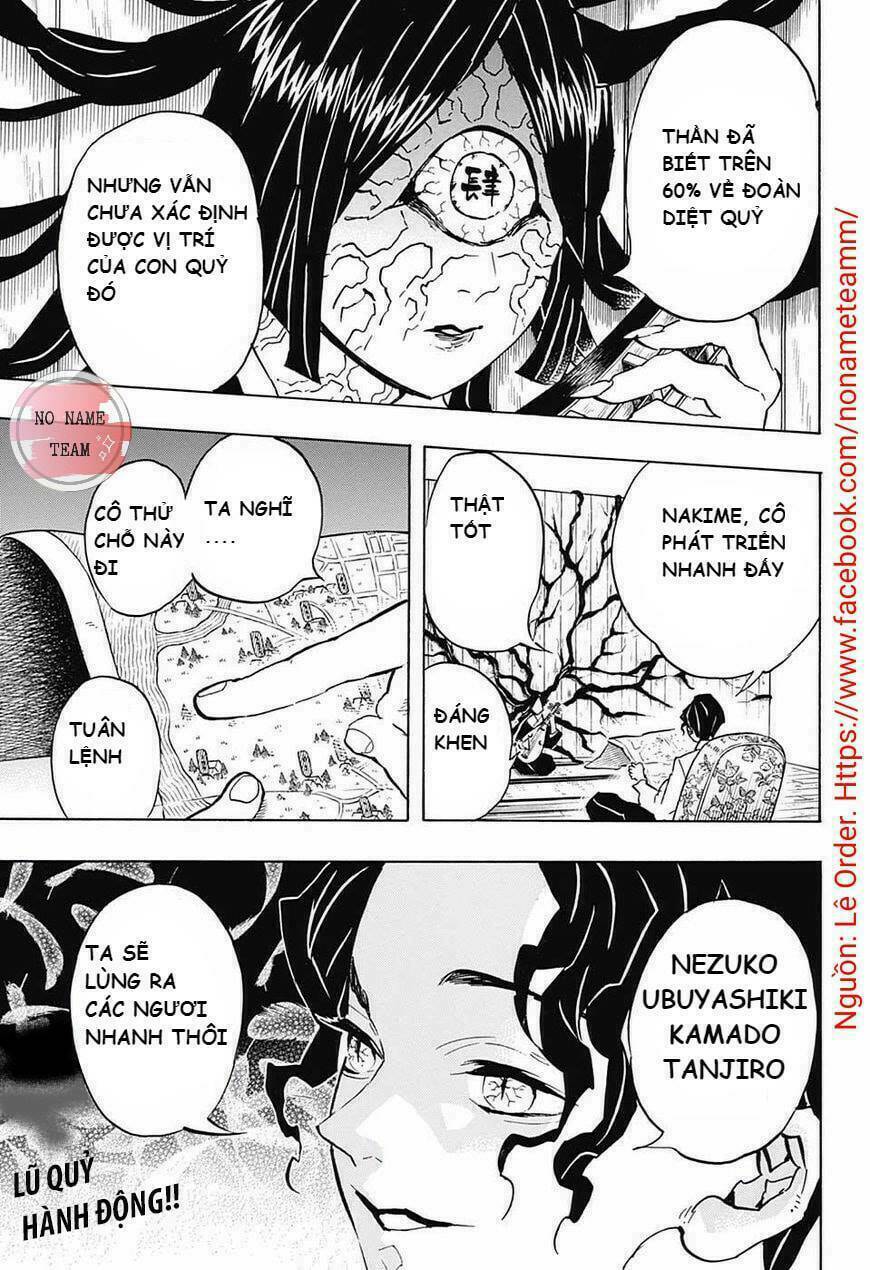 THẦN ĐÃ
BIẾT TRÊN
60% VỀ ĐOÀN
DIỆT QUỶ
NHƯNG VẪN
CHƯA XÁC ĐỊNH
ĐƯỢC VỊ TRÍ
CỦA CON QUỶ
ĐÓ
肆
NAKIME, CÔ
PHÁT TRIỂN
NHANH ĐẤY
THẬT
TỐT
ĐÁNG
KHEN
TA NGHĨ
....
CÔ THỬ
CHỖ NÀY
ĐI
TUÂN
LỆNH
NEZUKO
UBUYASHIKI
KAMADO
TANJIRO
TA SẼ
LÙNG RA
CÁC NGƯƠI
NHANH THÔI
LŨ QUỶ
HÀNH ĐỘNG!!
NO NAME
TEAM
Nguồn: Lê Order. Https://www.facebook.com/nonameteamm/